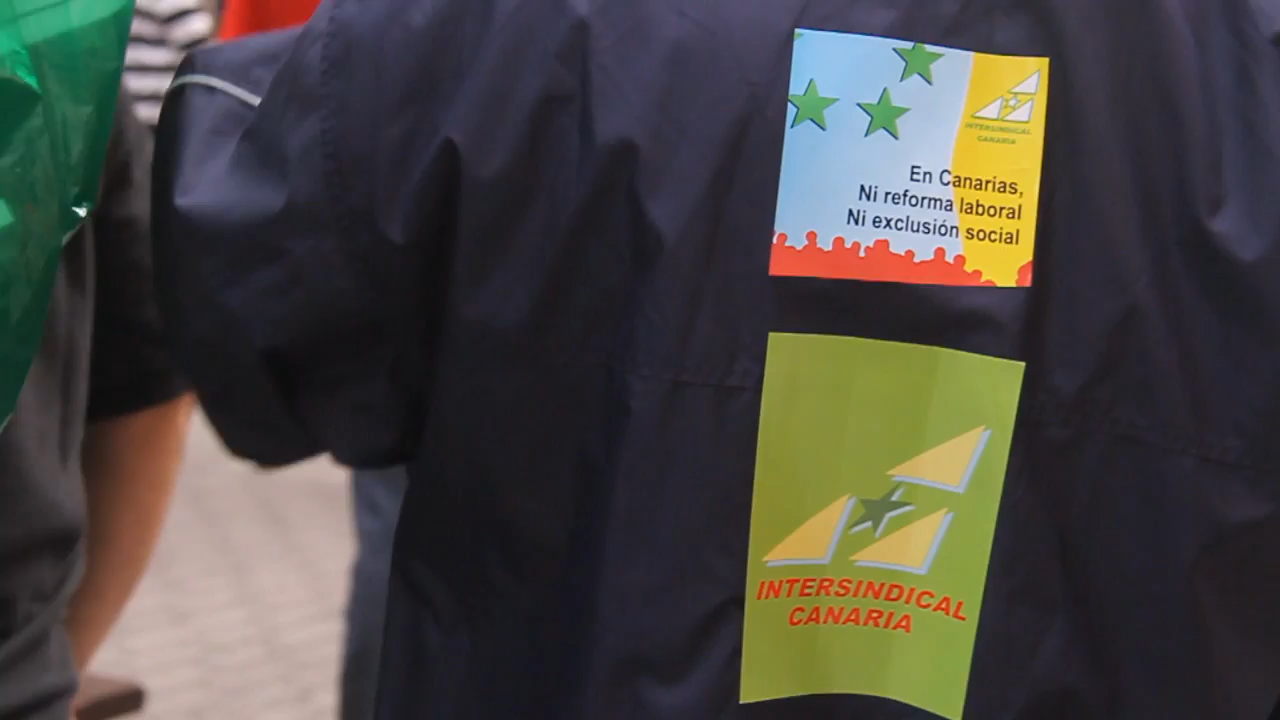 INTERSINDICAL
CANARIA
En Canarias,
Ni reforma laboral
Ni exclusión social
INTERSINDICAL
CANARIA